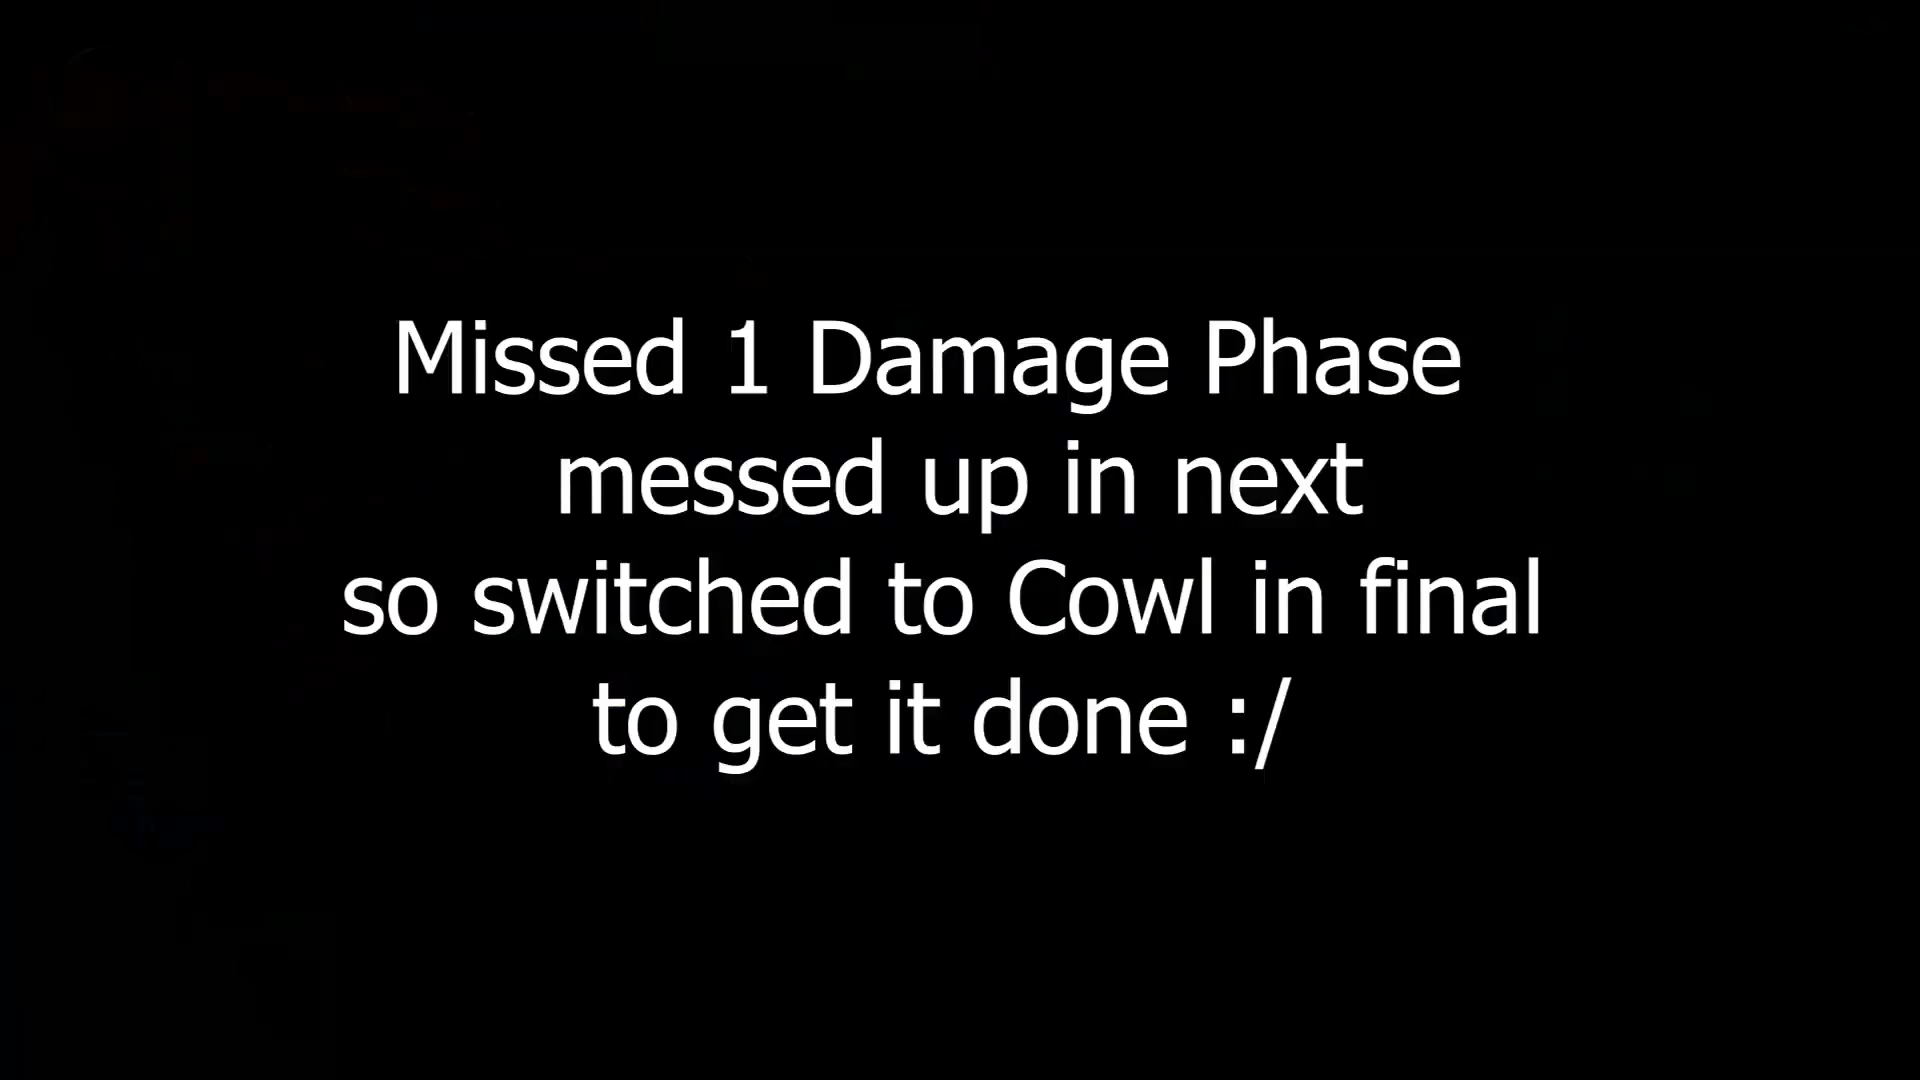 Missed 1 Damage Phase
messed up in next
so switched to Cowl in final
to get it done :/